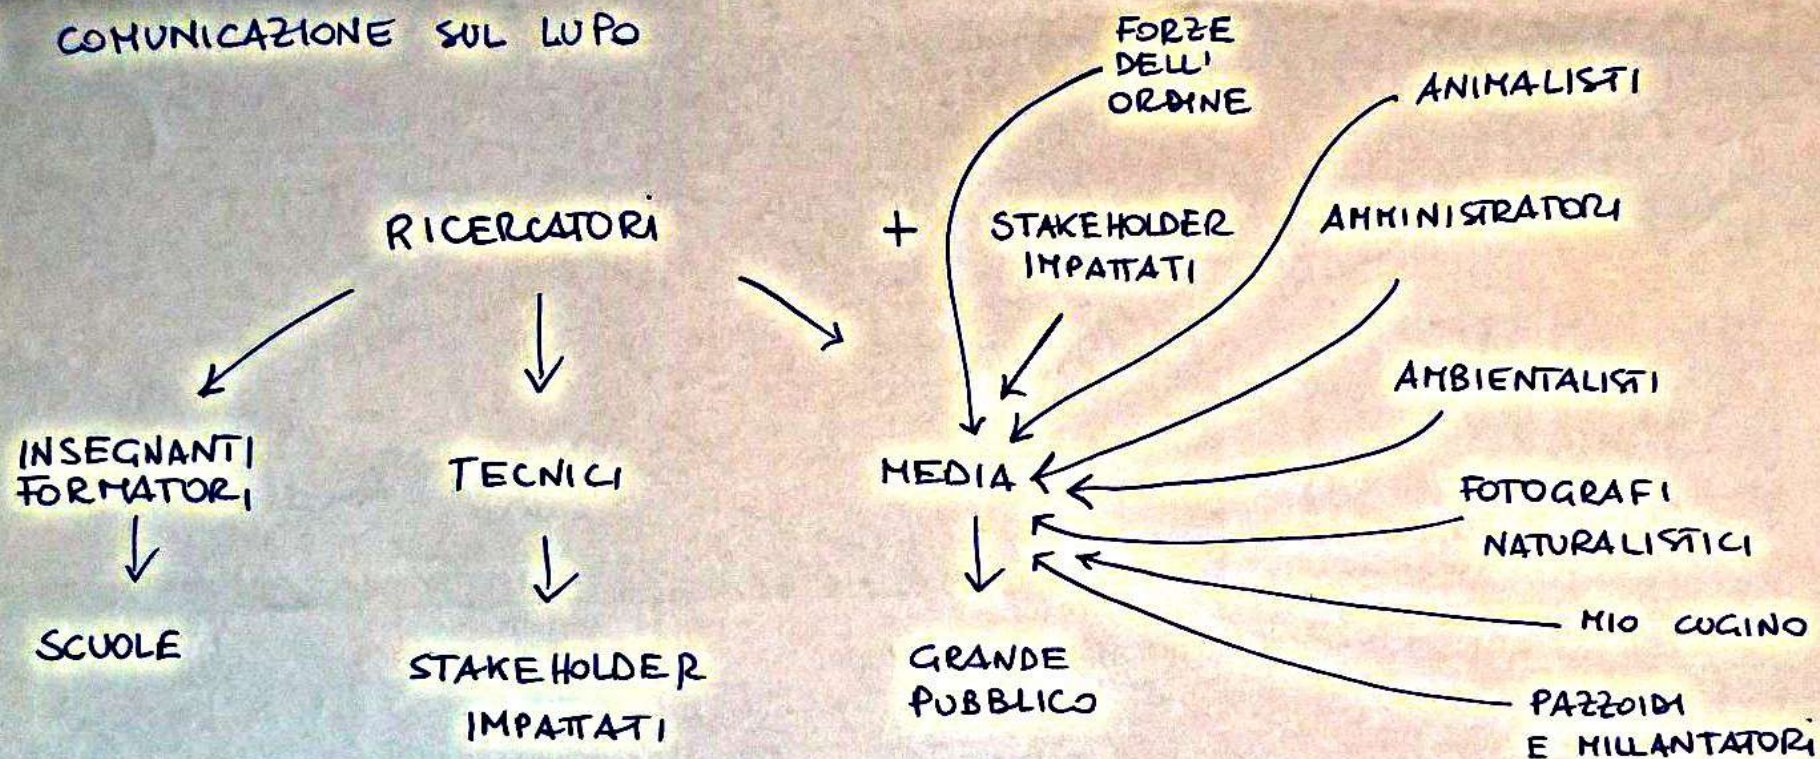 COMUNICAZIONE SUL LUPO
FORZE
DELL'
ORDINE
ANIMALISTI
RICERCATORI
+
STAKEHOLDER
IMPATTATI
AMMINISTRATORI
AMBIENTALISTI
INSEGNANTI
FORMATORI
TECNICI
MEDIA
FOTOGRAFI
NATURALISTICI
MIO CUGINO
SCUOLE
STAKEHOLDER
IMPATTATI
GRANDE
PUBBLICO
PAZZOIDI
E MILLANTATORI